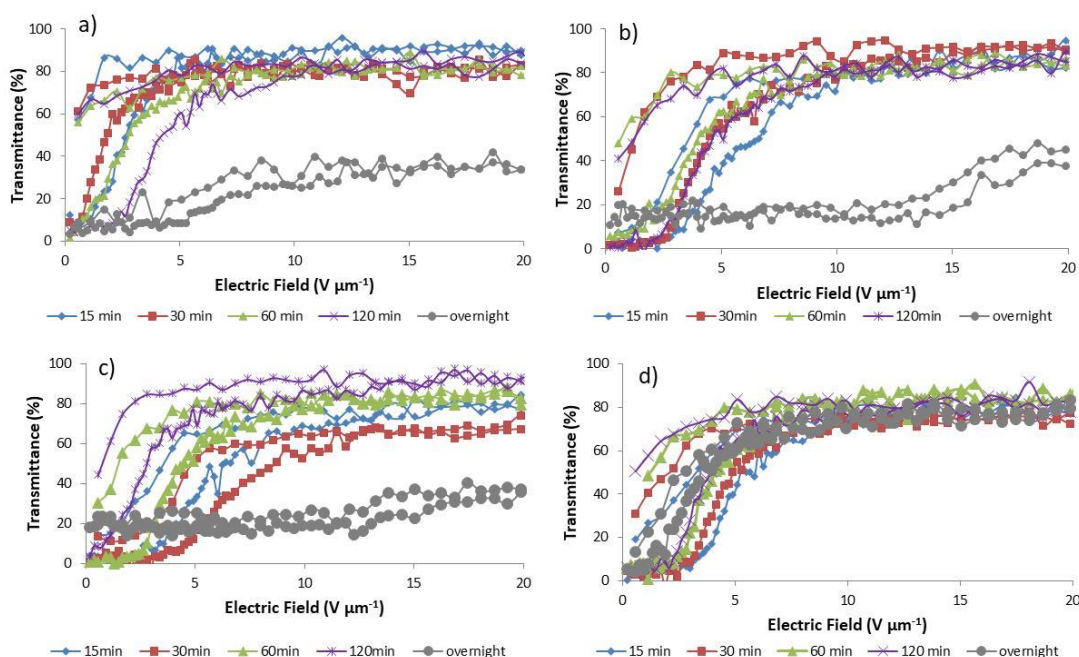 a)
100
80
60
40
20
0
Transmittance (%)
0 5 10 15 20
Electric Field (V µm⁻¹)
15 min 30 min 60 min 120 min overnight
b)
100
80
60
40
20
0
Transmittance (%)
0 5 10 15 20
Electric Field (V µm⁻¹)
15 min 30min 60min 120min overnight
c)
100
80
60
40
20
0
Transmittance (%)
0 5 10 15 20
Electric Field (V µm⁻¹)
15min 30min 60min 120min overnight
d)
100
80
60
40
20
0
Transmittance (%)
0 5 10 15 20
Electric Field (V µm⁻¹)
15 min 30 min 60 min 120 min overnight